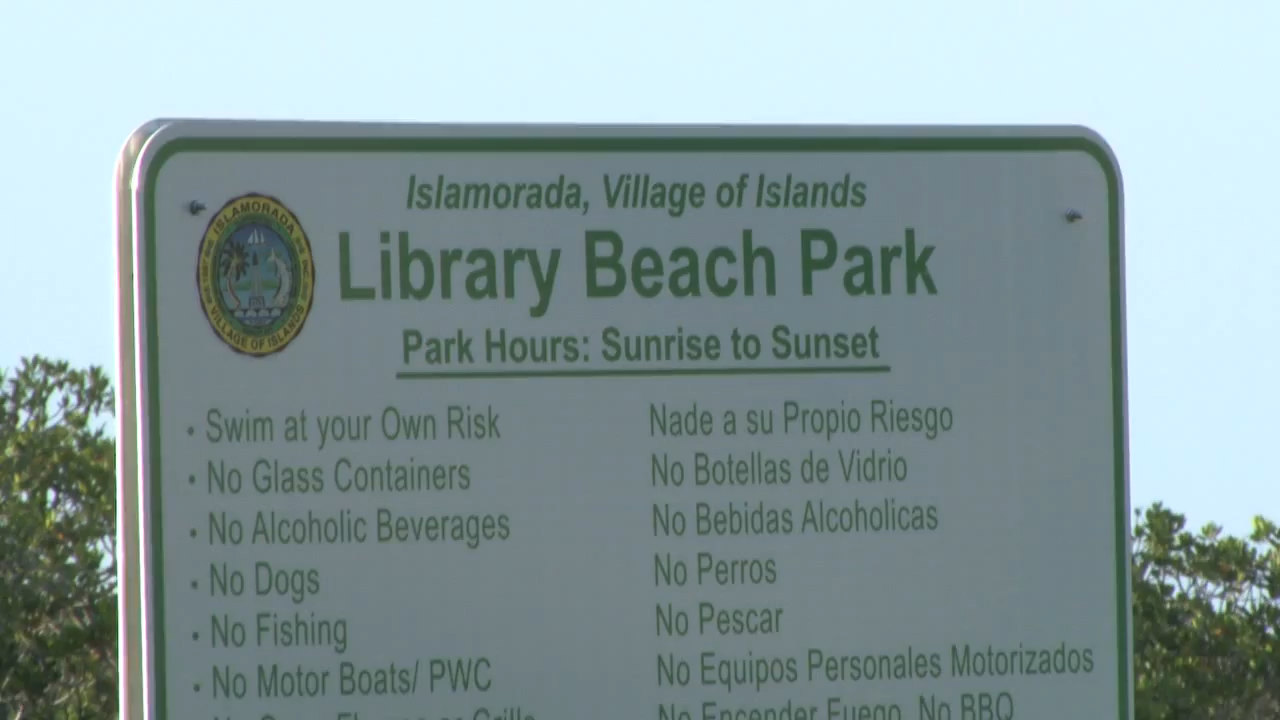 Islamorada, Village of Islands
Library Beach Park
Park Hours: Sunrise to Sunset
ISLAMORADA
VILLAGE OF ISLANDS
• Swim at your Own Risk
• No Glass Containers
• No Alcoholic Beverages
• No Dogs
• No Fishing
• No Motor Boats/ PWC
Nade a su Propio Riesgo
No Botellas de Vidrio
No Bebidas Alcoholicas
No Perros
No Pescar
No Equipos Personales Motorizados
No Encender Fuego, No BBQ